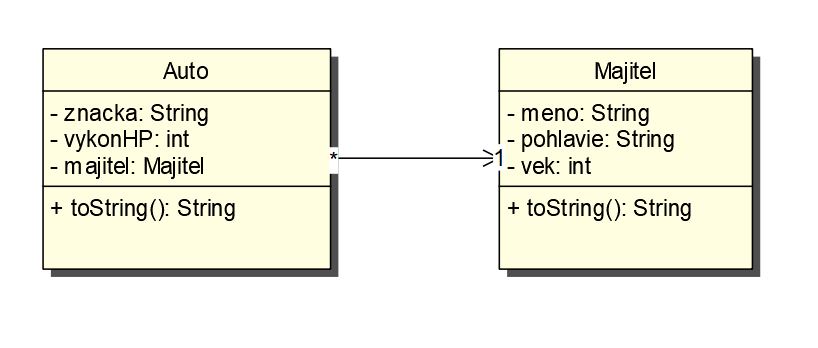 Auto
- znacka: String
- vykonHP: int
- majitel: Majitel
+ toString(): String
*
1
Majitel
- meno: String
- pohlavie: String
- vek: int
+ toString(): String